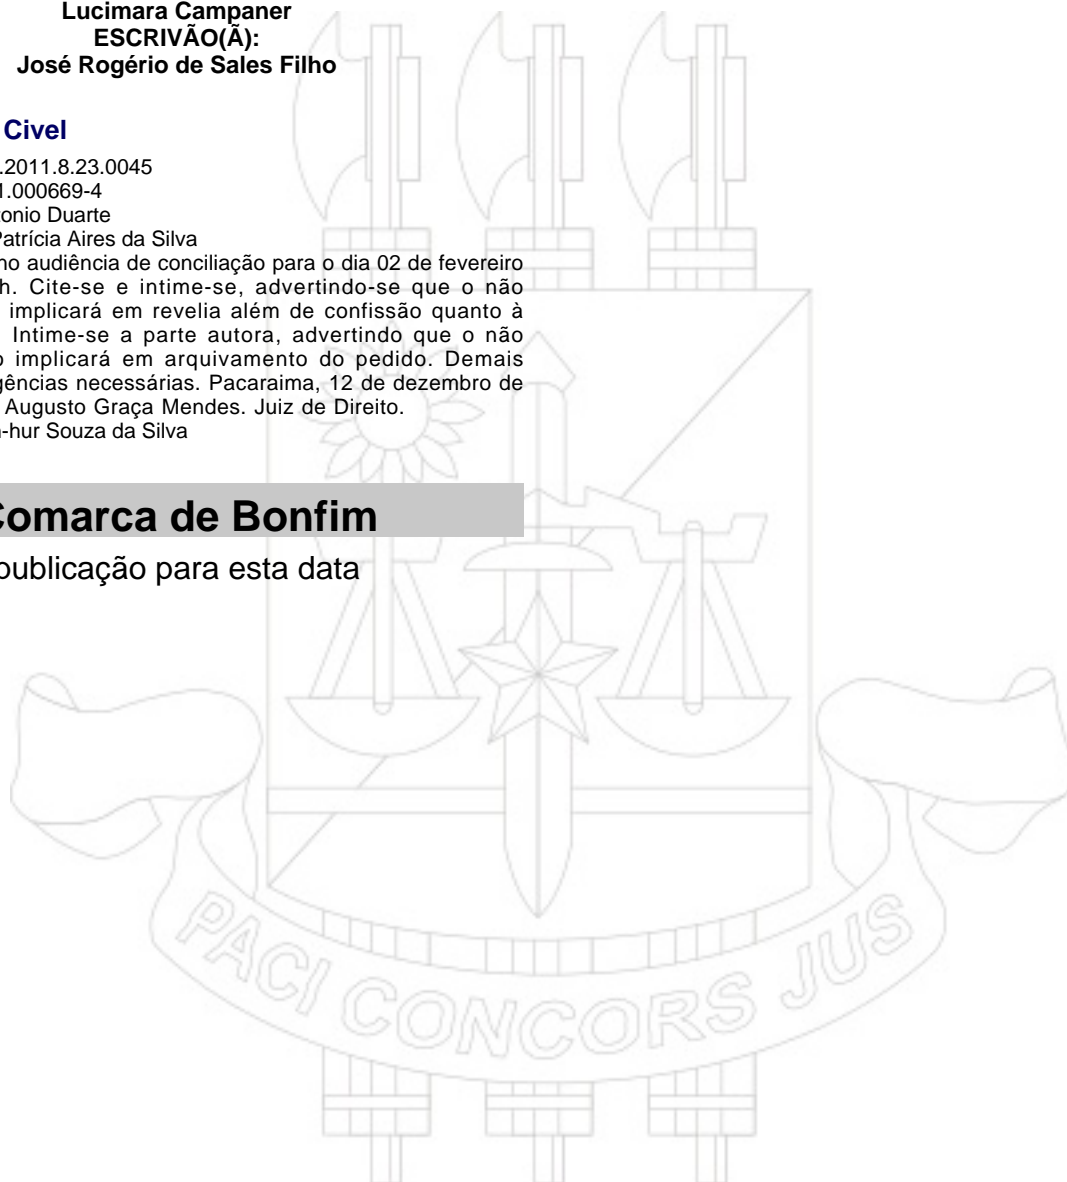 Lucimara Campaner
ESCRIVÃO(Ã):
José Rogério de Sales Filho
Civel
.2011.8.23.0045
1.000669-4
onio Duarte
Patrícia Aires da Silva
no audiência de conciliação para o dia 02 de fevereiro
h. Cite-se e intime-se, advertindo-se que o não
implicará em revelia além de confissão quanto à
. Intime-se a parte autora, advertindo que o não
o implicará em arquivamento do pedido. Demais
gências necessárias. Pacaraima, 12 de dezembro de
Augusto Graça Mendes. Juiz de Direito.
n-hur Souza da Silva
Comarca de Bonfim
publicação para esta data
PACI CONCORS JUS